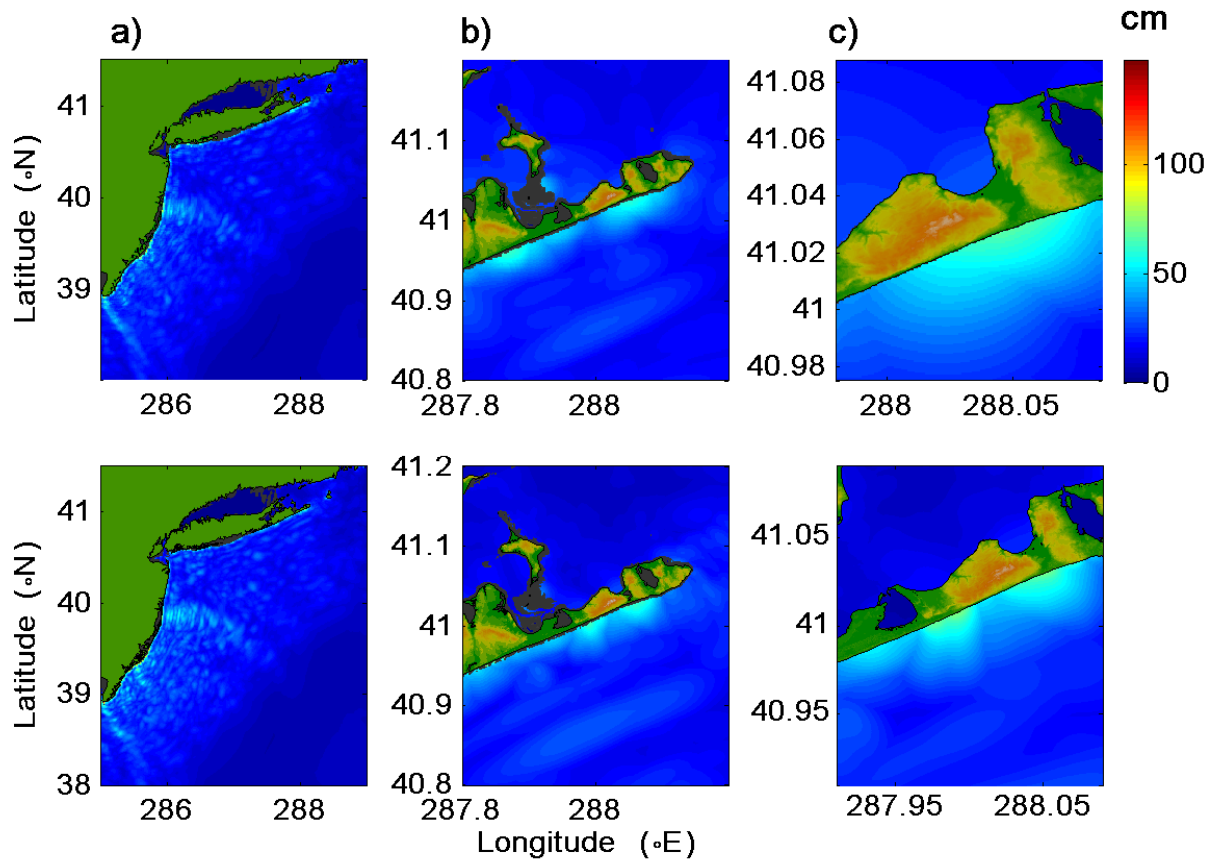 a) b) c) cm
41 40 39
Latitude (∘N)
286 288
41.1 41 40.9 40.8
287.8 288
41.08 41.06 41.04 41.02 41 40.98
288 288.05
100 50 0
41 40 39 38
Latitude (∘N)
286 288
41.2 41.1 41 40.9 40.8
287.8 288
41.05 41 40.95
287.95 288.05
Longitude (∘E)